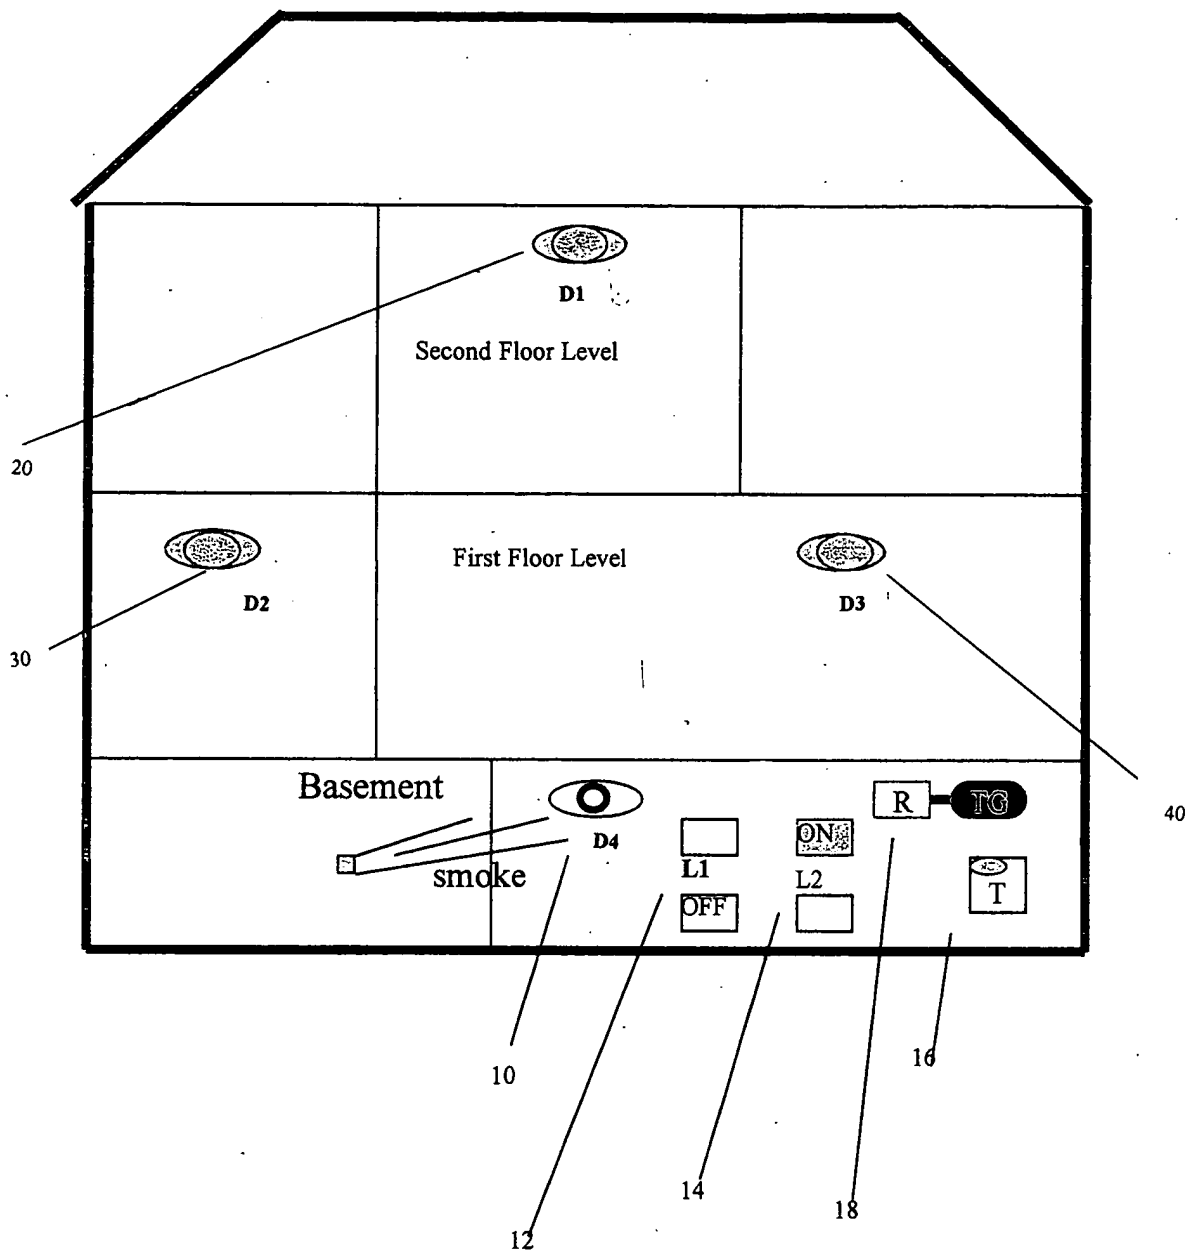 D1
Second Floor Level
20
First Floor Level
D2
D3
30
Basement
R
TG
40
D4
ON
L1
smoke
L2
T
OFF
16
10
14
18
12